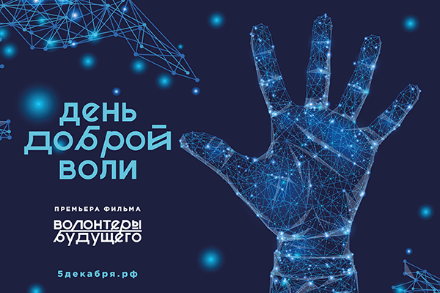 день
доброй
воли
ПРЕМЬЕРА ФИЛЬМА
волонтеры
будущего
5декабря.рф